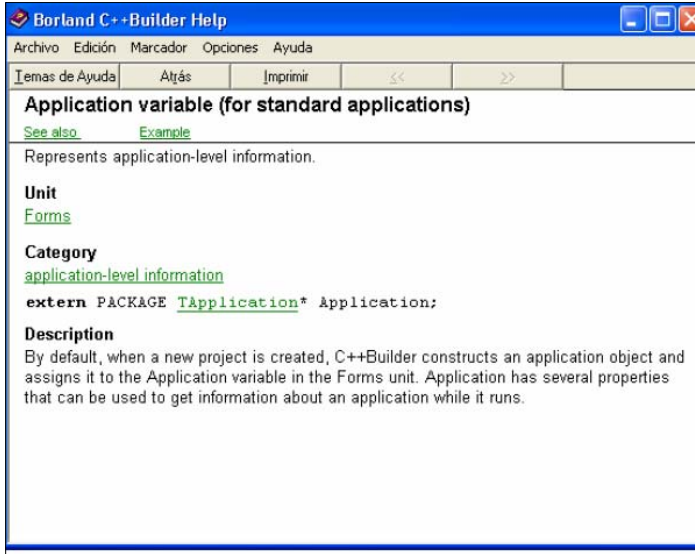 Borland C++Builder Help
Archivo Edición Marcador Opciones Ayuda
Temas de Ayuda Atrás Imprimir << >>
Application variable (for standard applications)
See also Example
Represents application-level information.
Unit
Forms
Category
application-level information
extern PACKAGE TApplication* Application;
Description
By default, when a new project is created, C++Builder constructs an application object and
assigns it to the Application variable in the Forms unit. Application has several properties
that can be used to get information about an application while it runs.